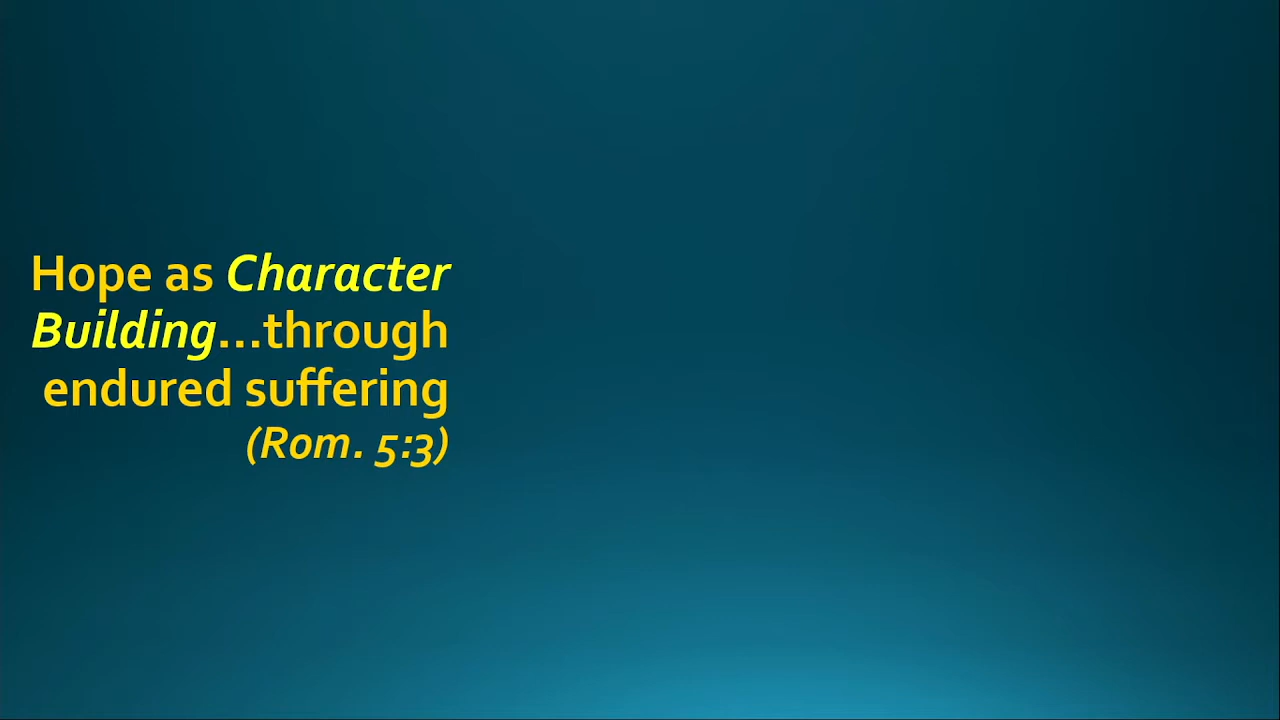 Hope as Character
Building...through
endured suffering
(Rom. 5:3)